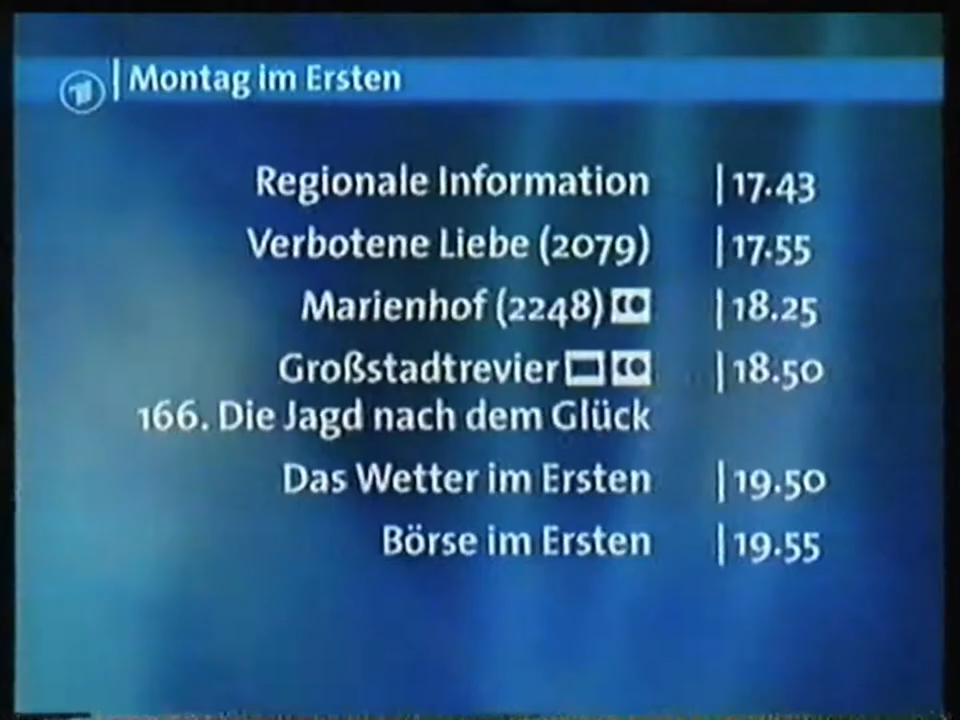 Montag im Ersten
Regionale Information | 17.43
Verbotene Liebe (2079) | 17.55
Marienhof (2248) | 18.25
Großstadtrevier | 18.50
166. Die Jagd nach dem Glück
Das Wetter im Ersten | 19.50
Börse im Ersten | 19.55